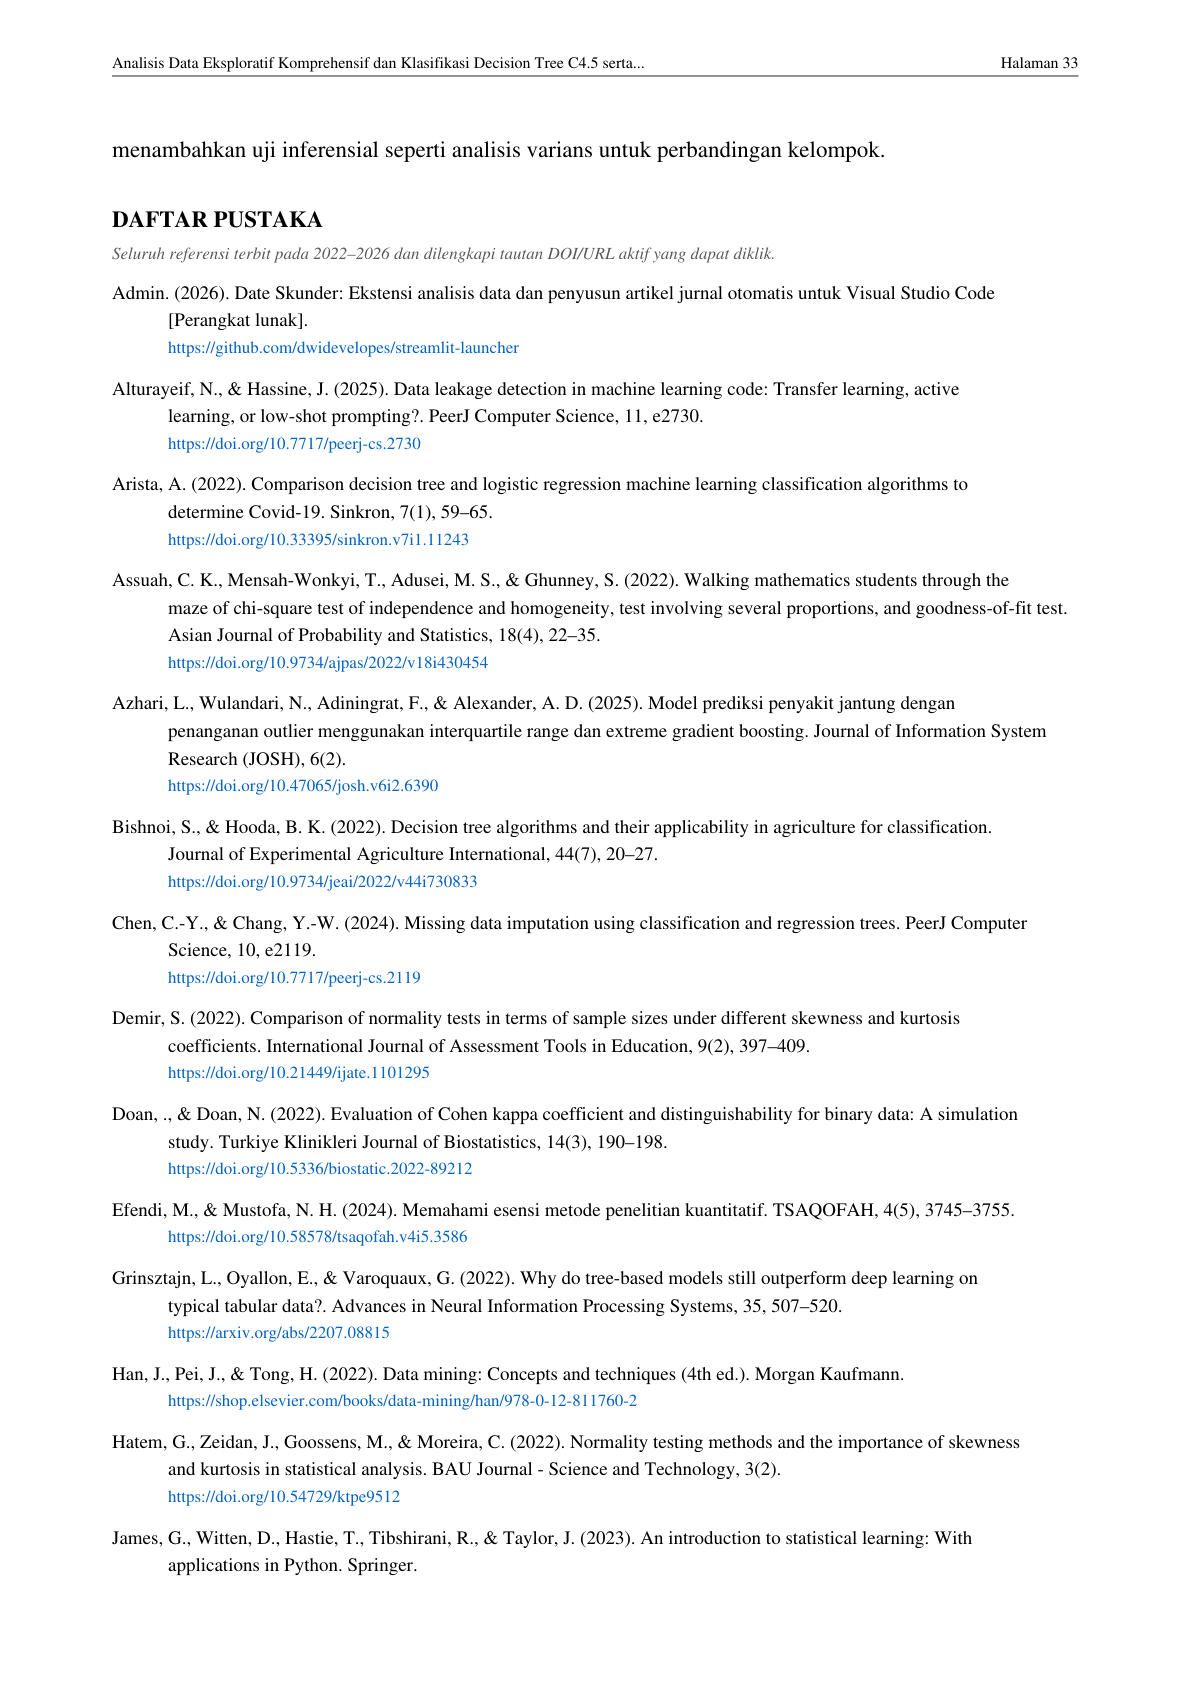 Analisis Data Eksploratif Komprehensif dan Klasifikasi Decision Tree C4.5 serta... Halaman 33
menambahkan uji inferensial seperti analisis varians untuk perbandingan kelompok.
DAFTAR PUSTAKA
Seluruh referensi terbit pada 2022–2026 dan dilengkapi tautan DOI/URL aktif yang dapat diklik.
Admin. (2026). Date Skunder: Ekstensi analisis data dan penyusun artikel jurnal otomatis untuk Visual Studio Code
[Perangkat lunak].
https://github.com/dwidevelopes/streamlit-launcher
Alturayeif, N., & Hassine, J. (2025). Data leakage detection in machine learning code: Transfer learning, active
learning, or low-shot prompting?. PeerJ Computer Science, 11, e2730.
https://doi.org/10.7717/peerj-cs.2730
Arista, A. (2022). Comparison decision tree and logistic regression machine learning classification algorithms to
determine Covid-19. Sinkron, 7(1), 59–65.
https://doi.org/10.33395/sinkron.v7i1.11243
Assuah, C. K., Mensah-Wonkyi, T., Adusei, M. S., & Ghunney, S. (2022). Walking mathematics students through the
maze of chi-square test of independence and homogeneity, test involving several proportions, and goodness-of-fit test.
Asian Journal of Probability and Statistics, 18(4), 22–35.
https://doi.org/10.9734/ajpas/2022/v18i430454
Azhari, L., Wulandari, N., Adiningrat, F., & Alexander, A. D. (2025). Model prediksi penyakit jantung dengan
penanganan outlier menggunakan interquartile range dan extreme gradient boosting. Journal of Information System
Research (JOSH), 6(2).
https://doi.org/10.47065/josh.v6i2.6390
Bishnoi, S., & Hooda, B. K. (2022). Decision tree algorithms and their applicability in agriculture for classification.
Journal of Experimental Agriculture International, 44(7), 20–27.
https://doi.org/10.9734/jeai/2022/v44i730833
Chen, C.-Y., & Chang, Y.-W. (2024). Missing data imputation using classification and regression trees. PeerJ Computer
Science, 10, e2119.
https://doi.org/10.7717/peerj-cs.2119
Demir, S. (2022). Comparison of normality tests in terms of sample sizes under different skewness and kurtosis
coefficients. International Journal of Assessment Tools in Education, 9(2), 397–409.
https://doi.org/10.21449/ijate.1101295
Doan, ., & Doan, N. (2022). Evaluation of Cohen kappa coefficient and distinguishability for binary data: A simulation
study. Turkiye Klinikleri Journal of Biostatistics, 14(3), 190–198.
https://doi.org/10.5336/biostatic.2022-89212
Efendi, M., & Mustofa, N. H. (2024). Memahami esensi metode penelitian kuantitatif. TSAQOFAH, 4(5), 3745–3755.
https://doi.org/10.58578/tsaqofah.v4i5.3586
Grinsztajn, L., Oyallon, E., & Varoquaux, G. (2022). Why do tree-based models still outperform deep learning on
typical tabular data?. Advances in Neural Information Processing Systems, 35, 507–520.
https://arxiv.org/abs/2207.08815
Han, J., Pei, J., & Tong, H. (2022). Data mining: Concepts and techniques (4th ed.). Morgan Kaufmann.
https://shop.elsevier.com/books/data-mining/han/978-0-12-811760-2
Hatem, G., Zeidan, J., Goossens, M., & Moreira, C. (2022). Normality testing methods and the importance of skewness
and kurtosis in statistical analysis. BAU Journal - Science and Technology, 3(2).
https://doi.org/10.54729/ktpe9512
James, G., Witten, D., Hastie, T., Tibshirani, R., & Taylor, J. (2023). An introduction to statistical learning: With
applications in Python. Springer.